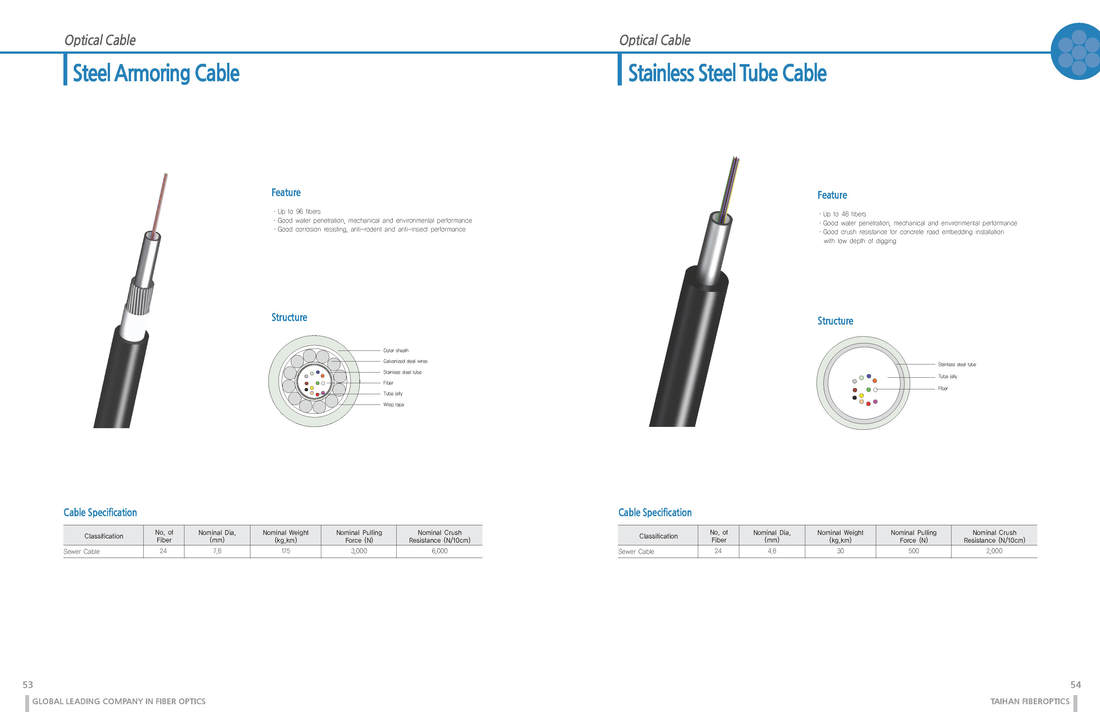 Optical Cable
Steel Armoring Cable
Feature
· Up to 96 fibers
· Good water penetration, mechanical and environmental performance
· Good corrosion resisting, anti-rodent and anti-insect performance
Structure
Outer sheath
Galvanized steel wires
Stainless steel tube
Fiber
Tube jelly
Wrap tape
Cable Specification
Classification No. of Fiber Nominal Dia. (mm) Nominal Weight (kg.km) Nominal Pulling Force (N) Nominal Crush Resistance (N/10cm)
Sewer Cable 24 7.6 175 3,000 6,000
53
GLOBAL LEADING COMPANY IN FIBER OPTICS
Optical Cable
Stainless Steel Tube Cable
Feature
· Up to 48 fibers
· Good water penetration, mechanical and environmental performance
· Good crush resistance for concrete road embedding installation
with low depth of digging
Structure
Stainless steel tube
Tube jelly
Fiber
Cable Specification
Classification No. of Fiber Nominal Dia. (mm) Nominal Weight (kg.km) Nominal Pulling Force (N) Nominal Crush Resistance (N/10cm)
Sewer Cable 24 4.6 30 500 2,000
54
TAIHAN FIBEROPTICS